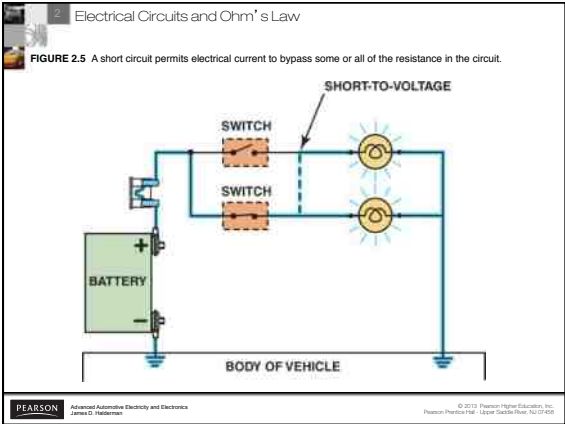 2 Electrical Circuits and Ohm's Law
FIGURE 2.5 A short circuit permits electrical current to bypass some or all of the resistance in the circuit.
SHORT-TO-VOLTAGE
SWITCH
SWITCH
+
BATTERY
−
BODY OF VEHICLE
PEARSON
Advanced Automotive Electricity and Electronics
James D. Halderman
© 2013 Pearson Higher Education, Inc.
Pearson Prentice Hall - Upper Saddle River, NJ 07458